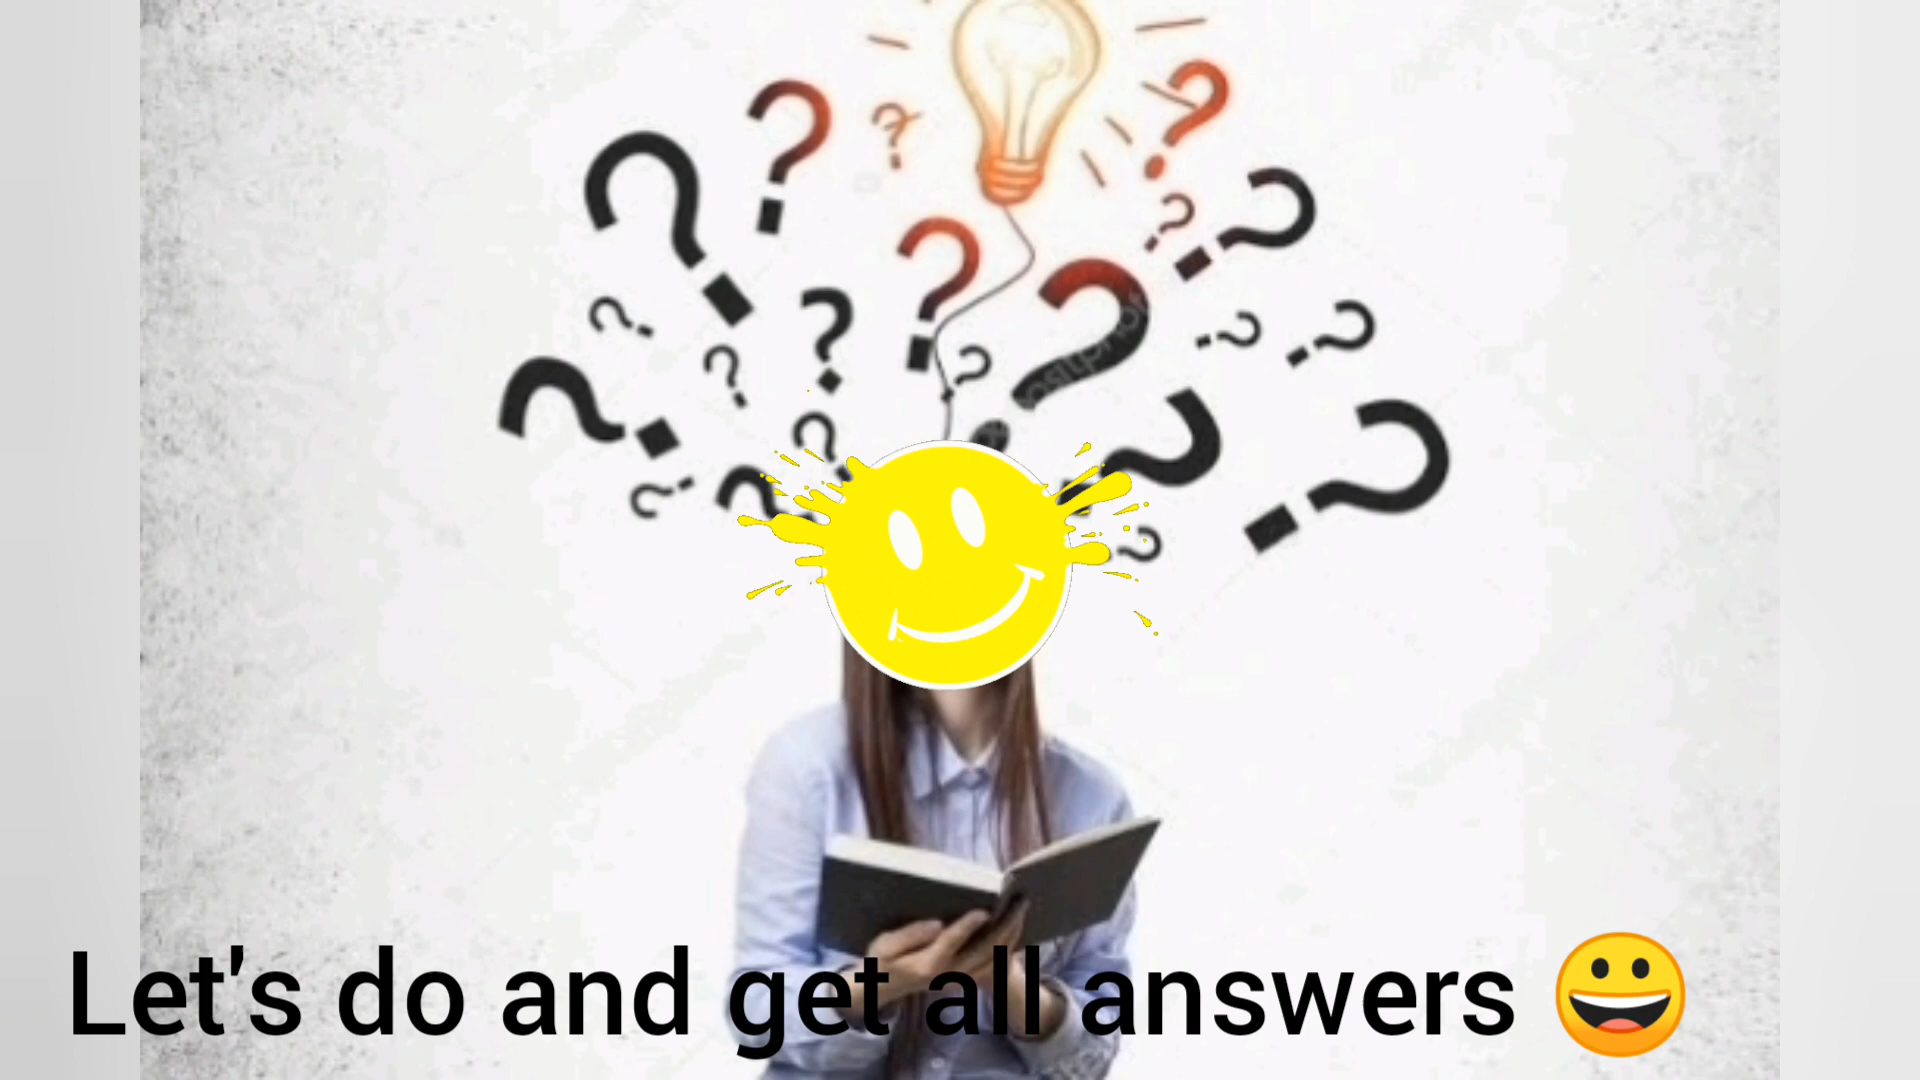 Let's do and get all answers 😀